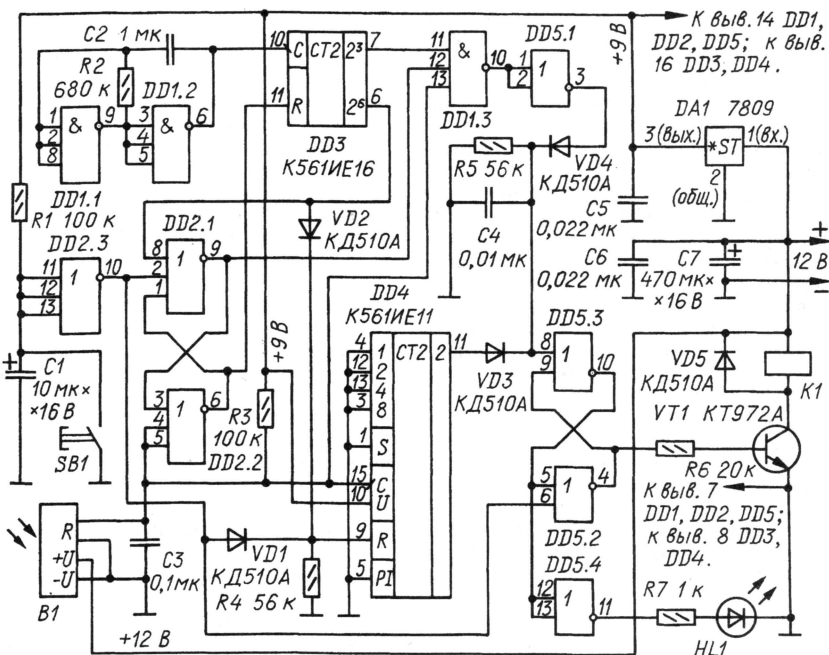 C2 1 мк
R2
680 к
DD1.2
1
2
8
&
9
3
4
5
&
6
DD1.1
R1 100 к
10
C
R
11
CT2
2³
2⁶
7
6
DD3
К561ИЕ16
11
12
13
&
10
DD1.3
DD5.1
1
2
1
3
+9 В
К выв. 14 DD1,
DD2, DD5; к выв.
16 DD3, DD4.
DA1 7809
3(вых.)
*ST
1(вх.)
2
(общ.)
R5 56 к
VD4
КД510А
C4
0,01 мк
C5
0,022 мк
C6
0,022 мк
C7
470 мк×
×16 В
+
12 В
−
DD2.3
11
12
13
1
10
DD2.1
8
2
1
1
9
VD2
КД510А
DD4
К561ИЕ11
+9 В
C1
10 мк×
×16 В
SB1
3
4
5
1
6
R3
100 к
DD2.2
4
12
13
3
1
15
10
9
5
1
2
4
8
S
C
U
R
PI
CT2
2
11
VD3
КД510А
DD5.3
8
9
1
10
VD5
КД510А
K1
VT1 КТ972А
R6 20 к
5
6
1
4
DD5.2
DD5.4
12
13
1
11
К выв. 7
DD1, DD2, DD5;
к выв. 8 DD3,
DD4.
R7 1 к
HL1
R
+U
-U
B1
C3
0,1мк
VD1
КД510А
R4 56 к
+12 В